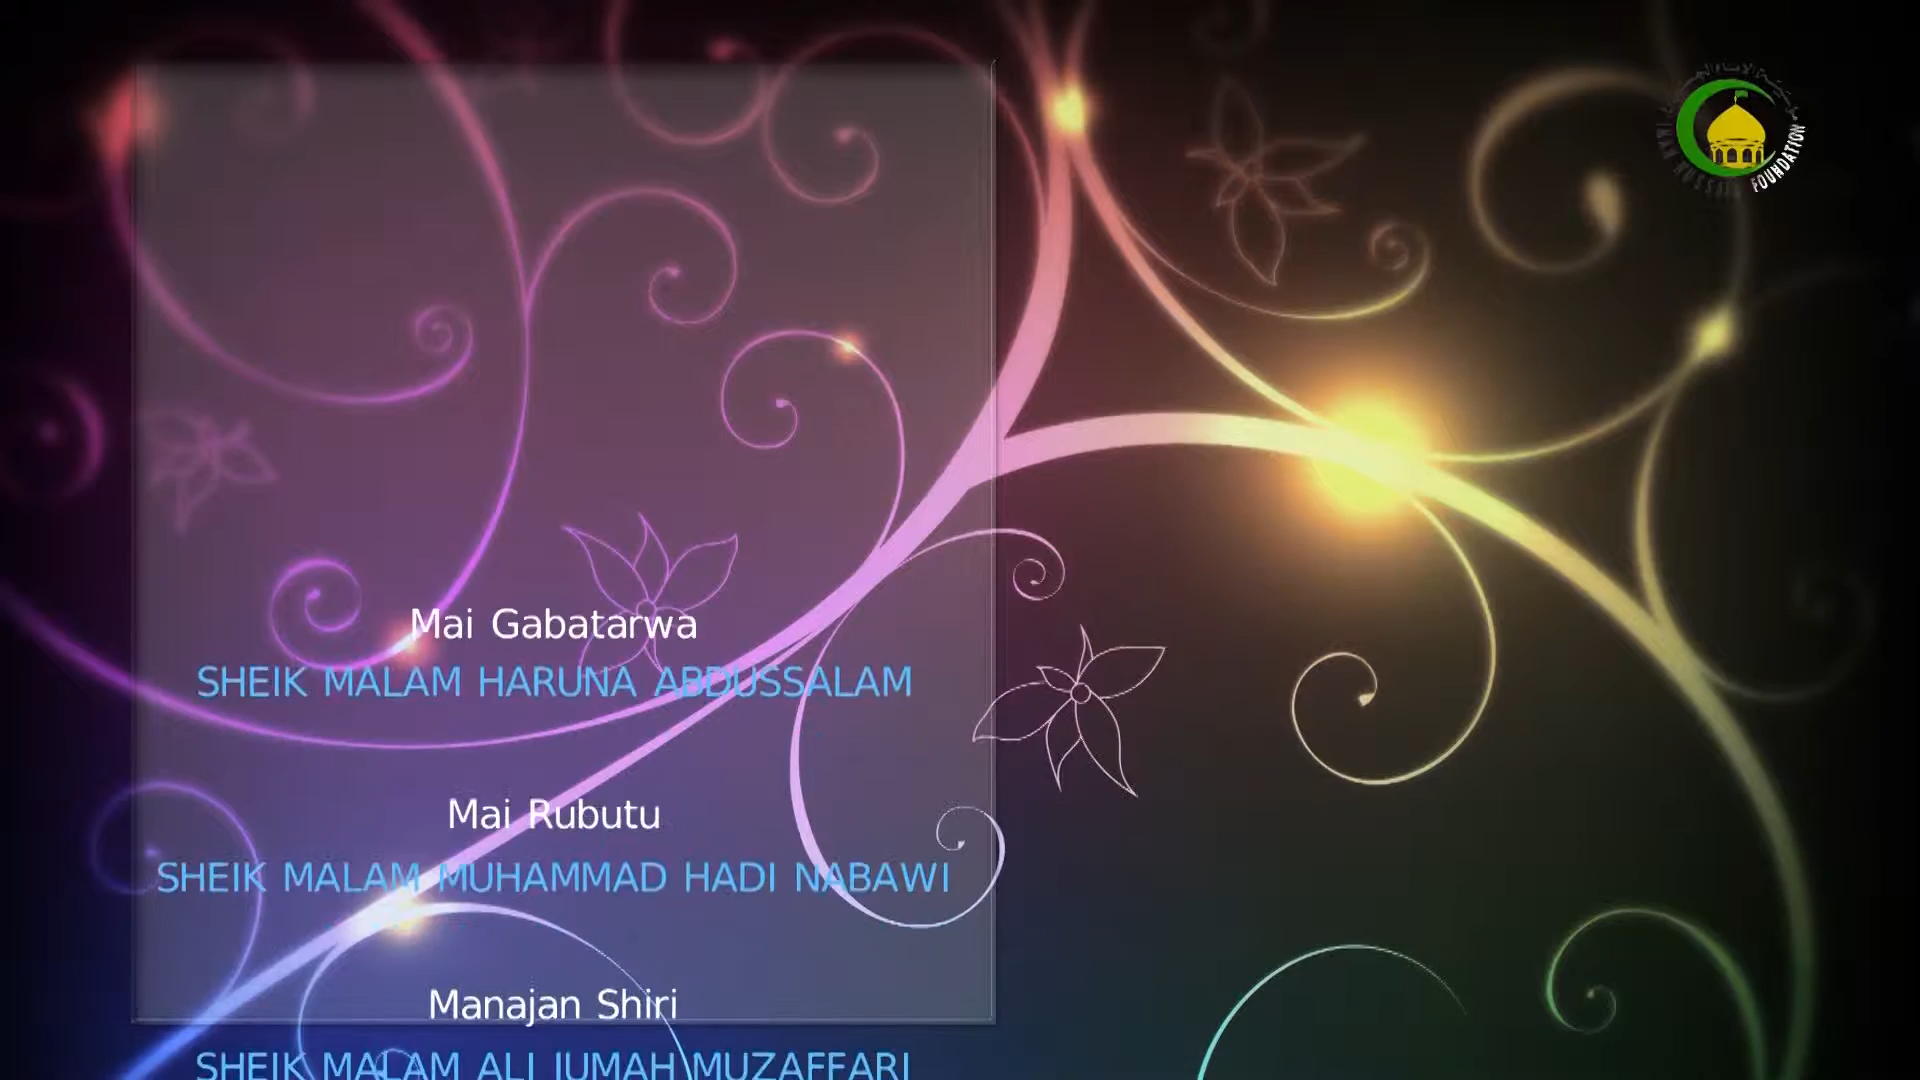 Mai Gabatarwa
SHEIK MALAM HARUNA ABDUSSALAM
Mai Rubutu
SHEIK MALAM MUHAMMAD HADI NABAWI
Manajan Shiri
SHEIK MALAM ALI JUMAH MUZAFFARI
FOUNDATION